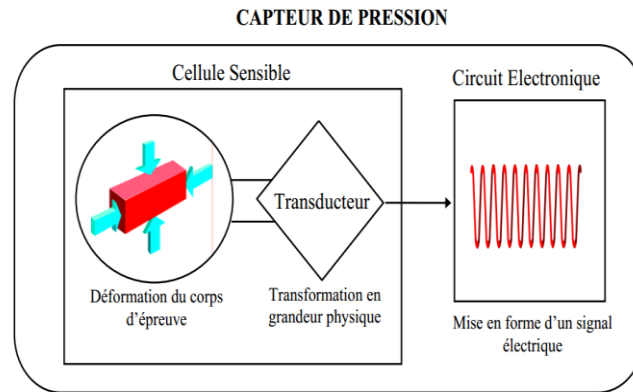 CAPTEUR DE PRESSION
Cellule Sensible
Circuit Electronique
Transducteur
Déformation du corps
d’épreuve
Transformation en
grandeur physique
Mise en forme d’un signal
électrique